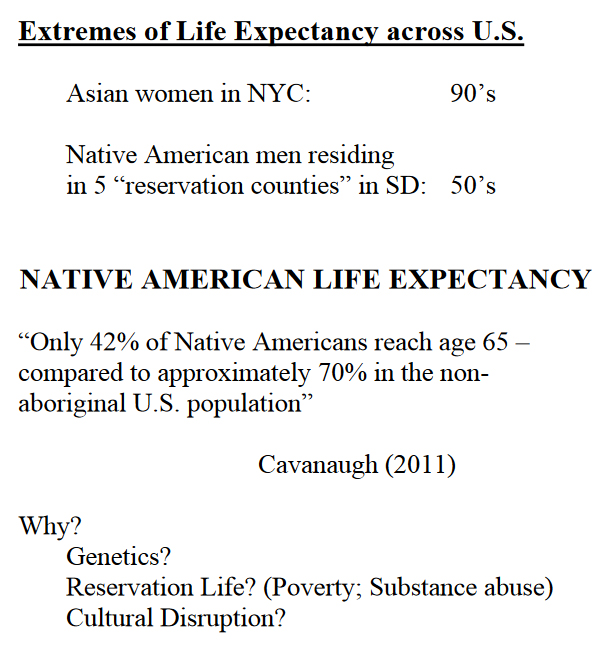 Extremes of Life Expectancy across U.S.
Asian women in NYC: 90’s
Native American men residing
in 5 “reservation counties” in SD: 50’s
NATIVE AMERICAN LIFE EXPECTANCY
“Only 42% of Native Americans reach age 65 –
compared to approximately 70% in the non-
aboriginal U.S. population”
Cavanaugh (2011)
Why?
Genetics?
Reservation Life? (Poverty; Substance abuse)
Cultural Disruption?